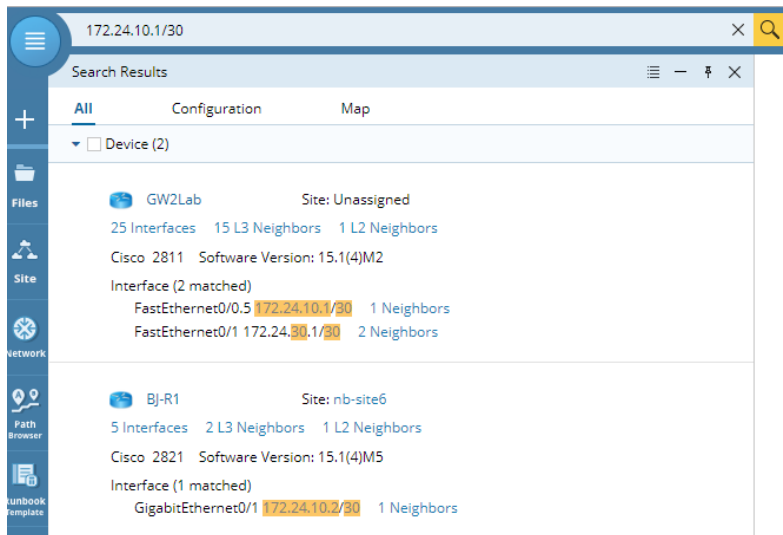 172.24.10.1/30
Search Results
All Configuration Map
Device (2)
GW2Lab Site: Unassigned
25 Interfaces 15 L3 Neighbors 1 L2 Neighbors
Cisco 2811 Software Version: 15.1(4)M2
Interface (2 matched)
FastEthernet0/0.5 172.24.10.1/30 1 Neighbors
FastEthernet0/1 172.24.30.1/30 2 Neighbors
BJ-R1 Site: nb-site6
5 Interfaces 2 L3 Neighbors 1 L2 Neighbors
Cisco 2821 Software Version: 15.1(4)M5
Interface (1 matched)
GigabitEthernet0/1 172.24.10.2/30 1 Neighbors
Files
Site
Network
Path
Browser
Runbook
Template